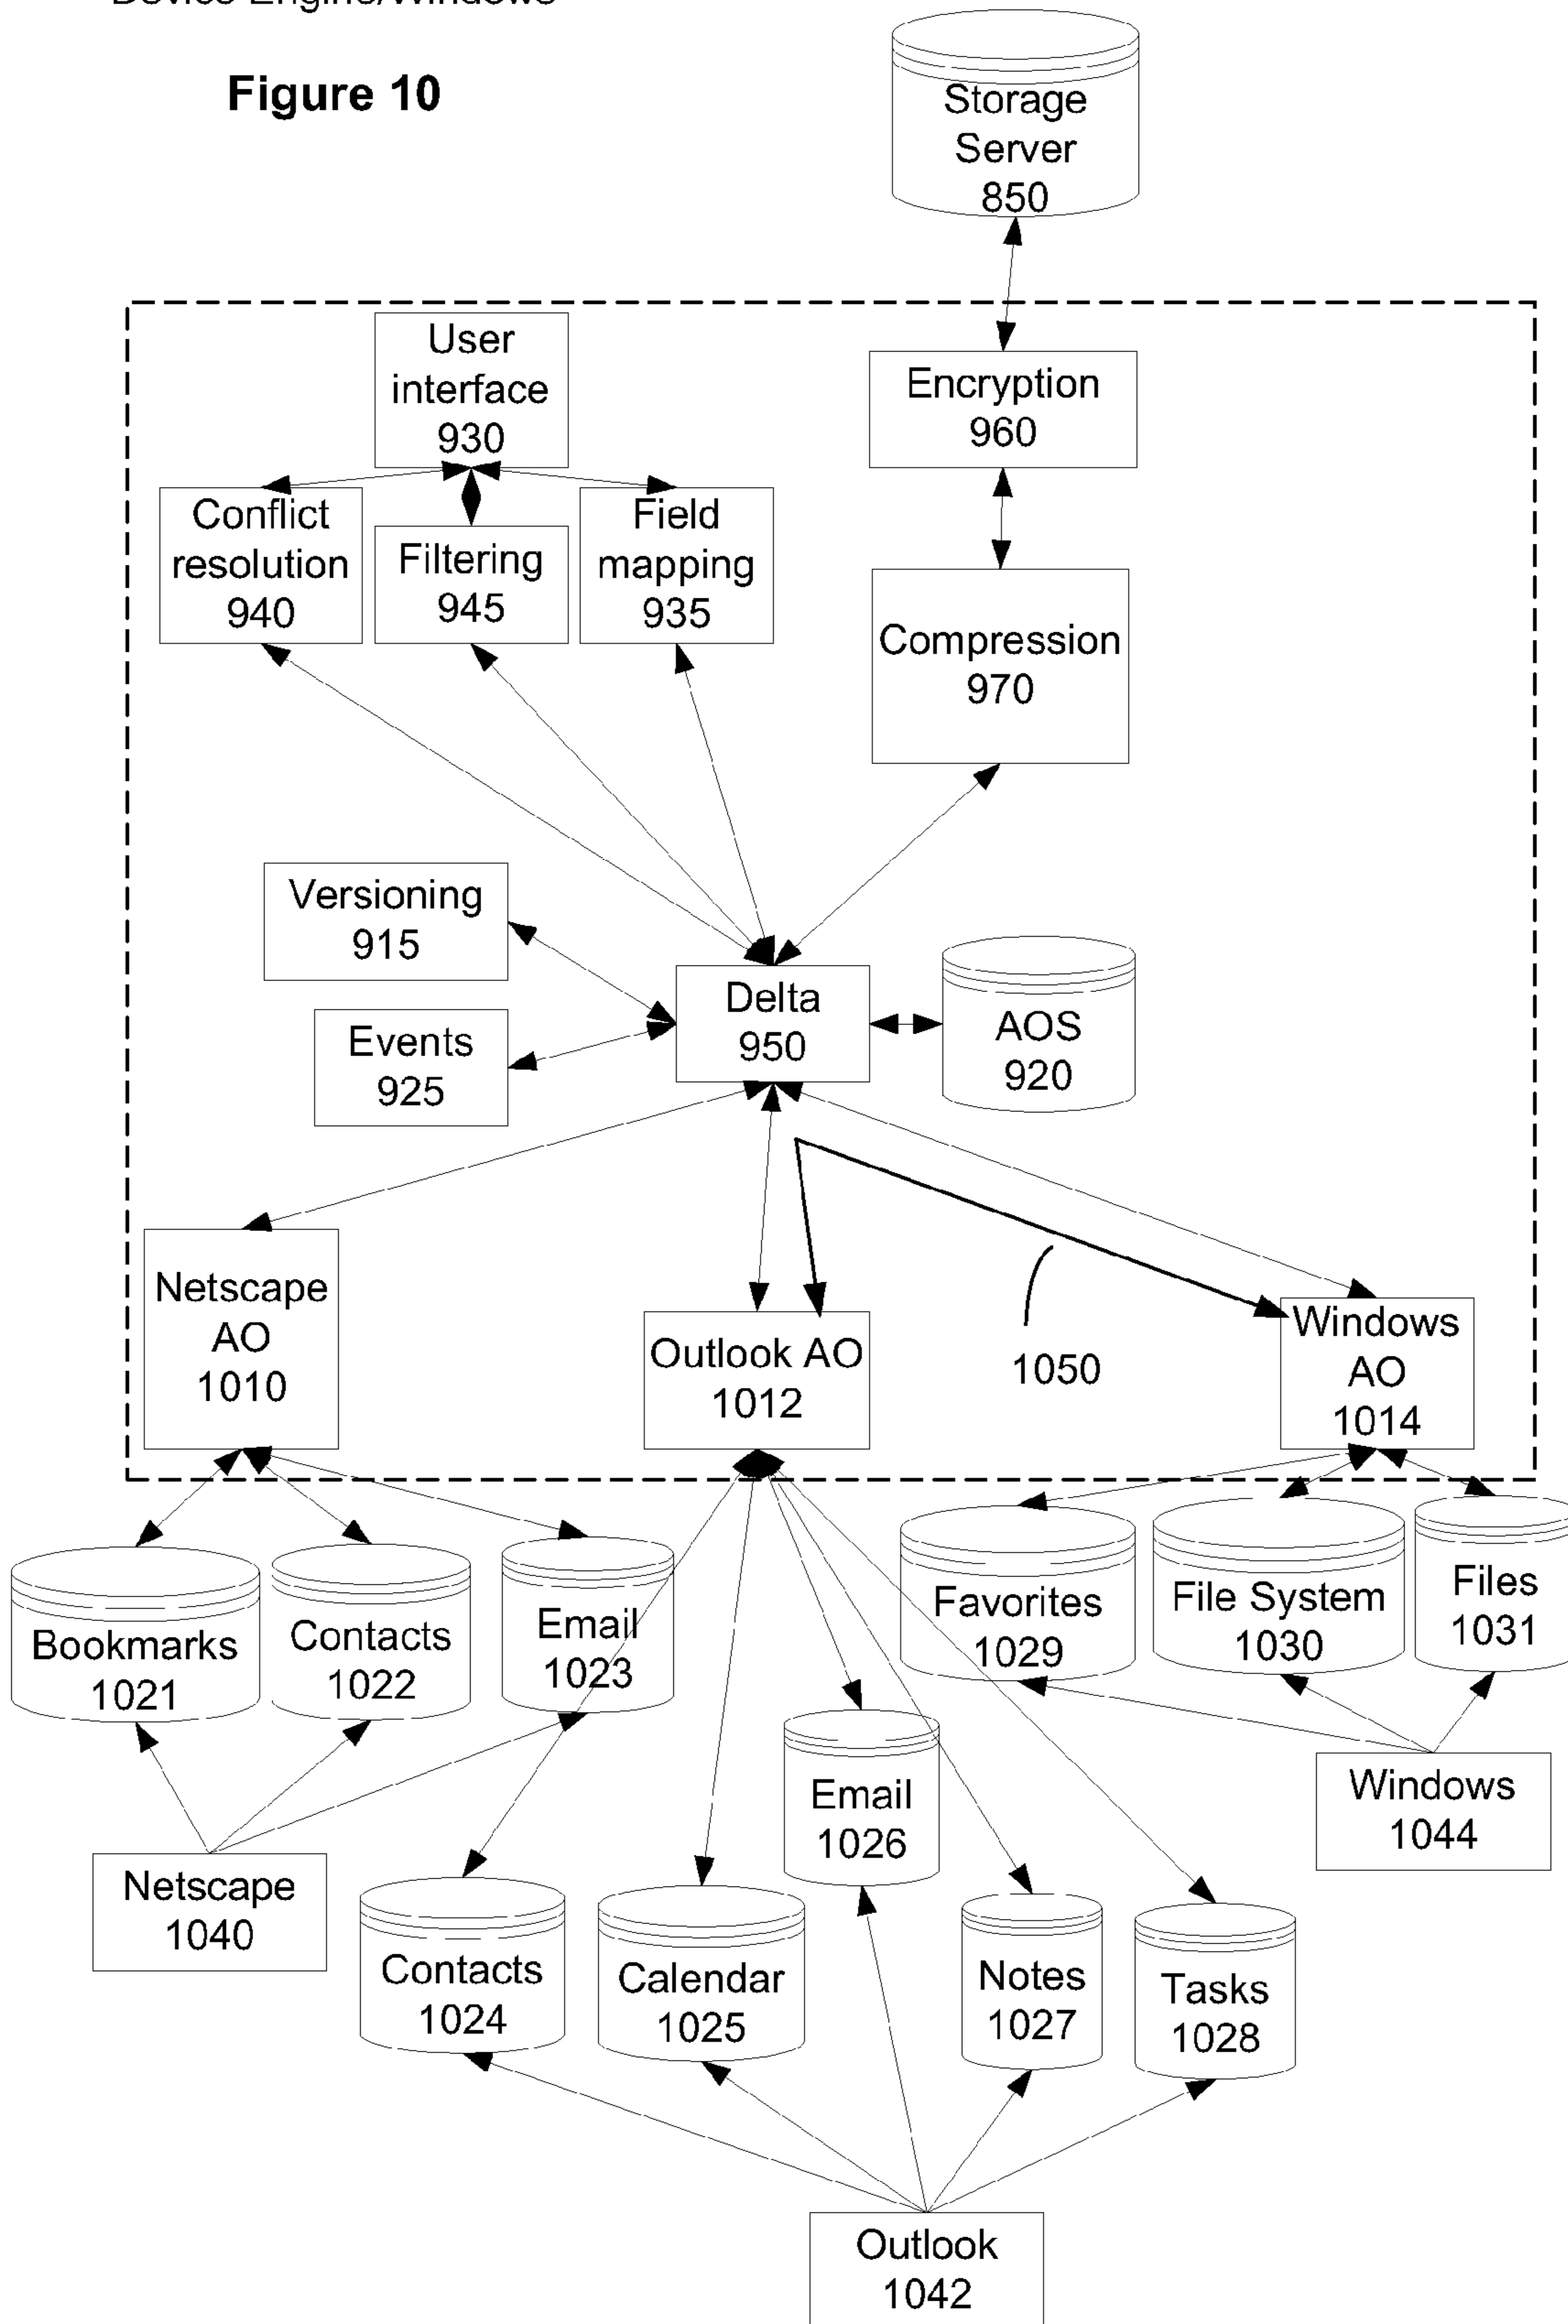 Device Engine/Windows
Figure 10
Storage
Server
850
User
interface
930
Encryption
960
Conflict
resolution
940
Filtering
945
Field
mapping
935
Compression
970
Versioning
915
Events
925
Delta
950
AOS
920
Netscape
AO
1010
Outlook AO
1012
1050
Windows
AO
1014
Bookmarks
1021
Contacts
1022
Email
1023
Favorites
1029
File System
1030
Files
1031
Netscape
1040
Email
1026
Windows
1044
Contacts
1024
Calendar
1025
Notes
1027
Tasks
1028
Outlook
1042